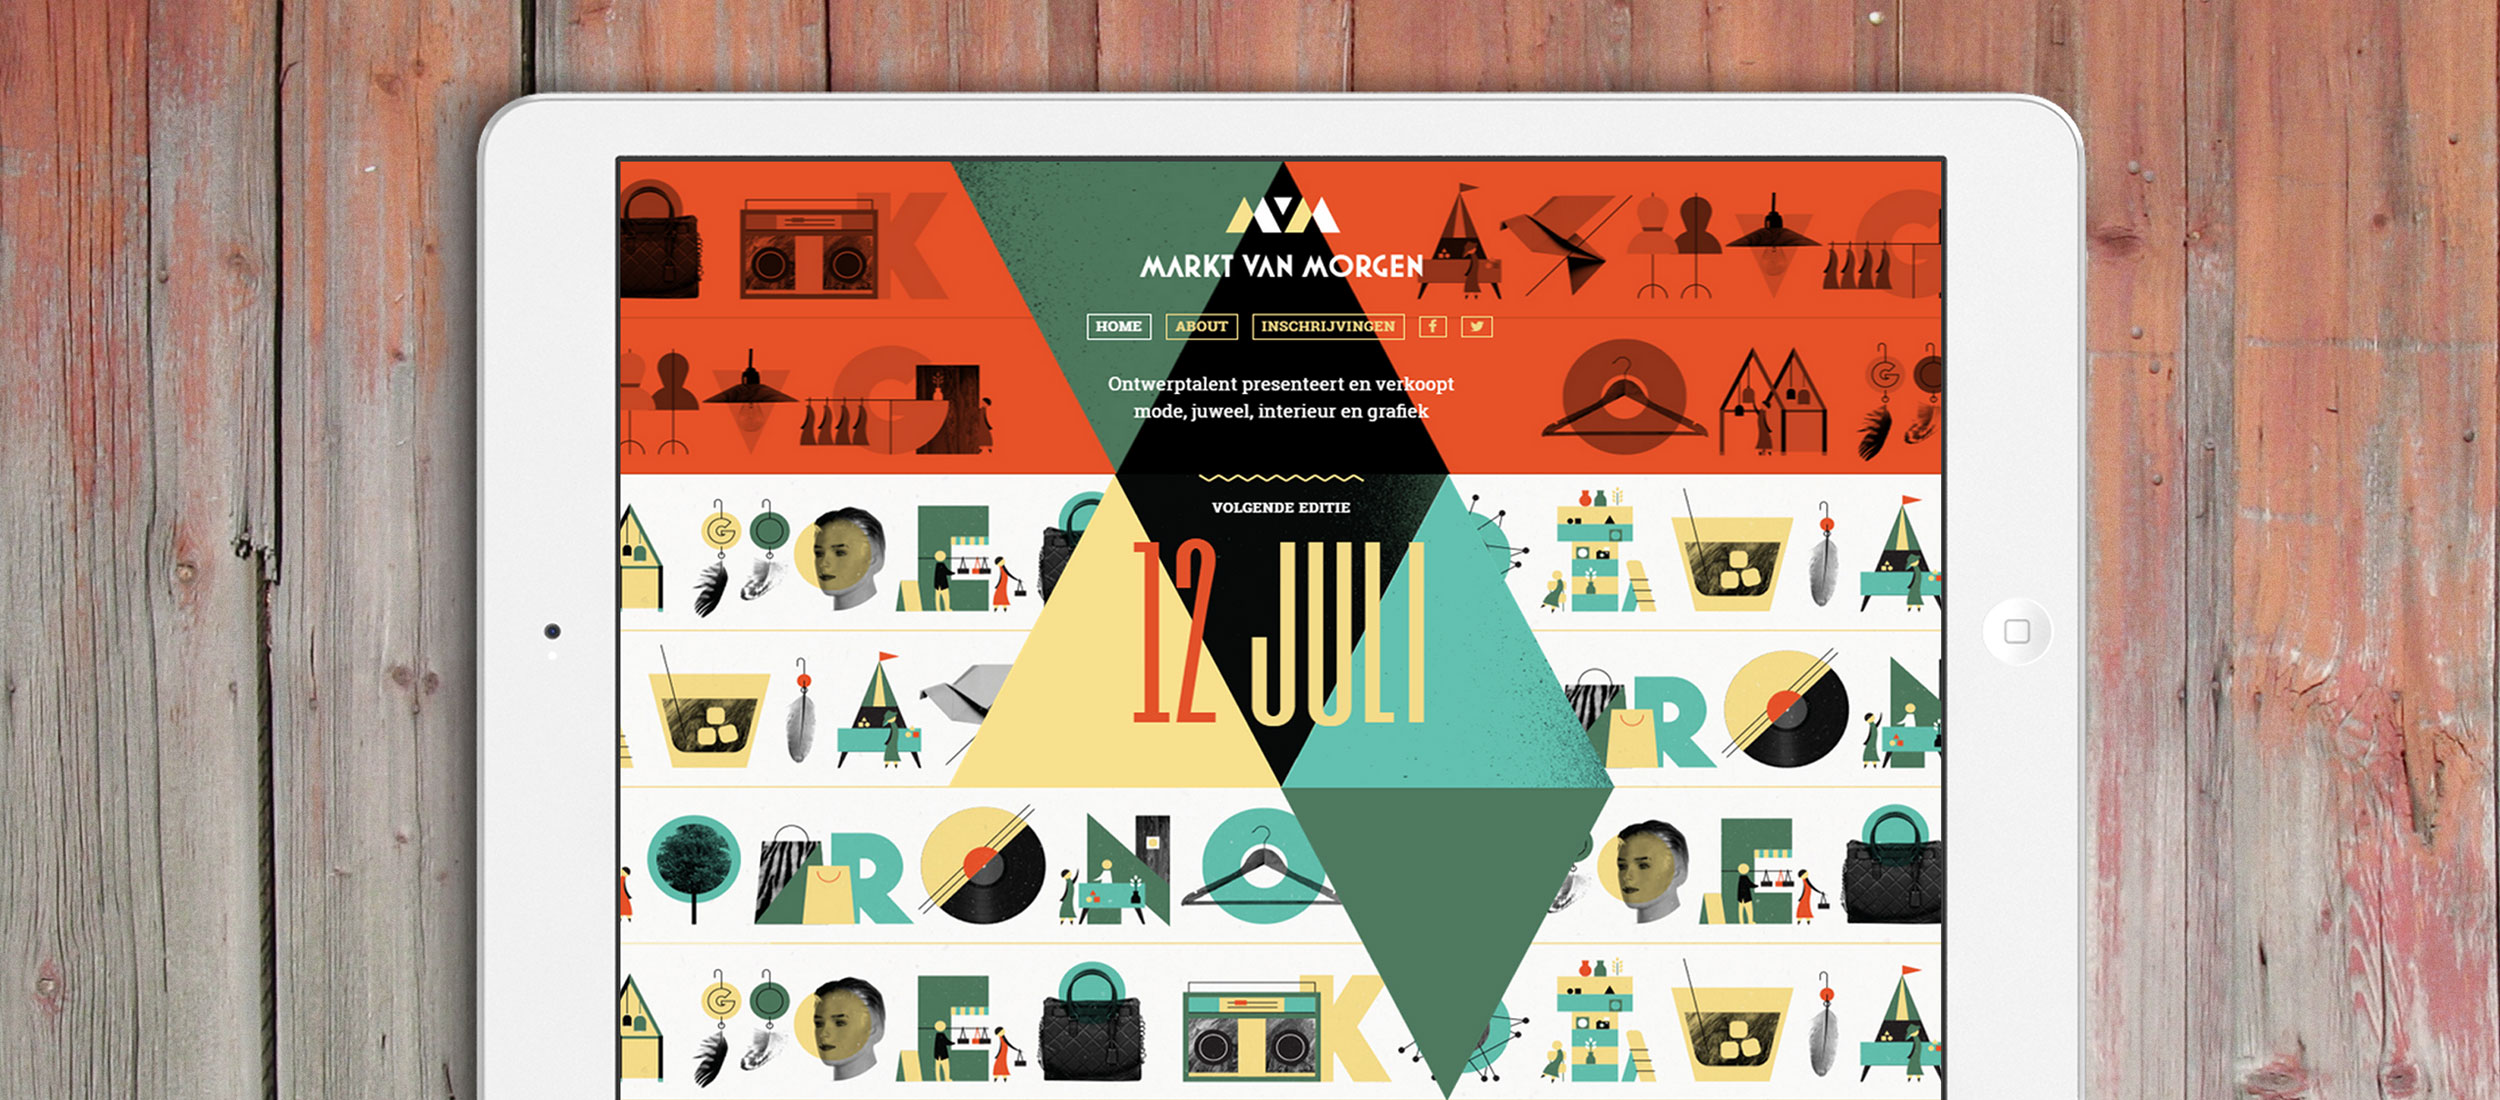 MARKT VAN MORGEN
HOME ABOUT INSCHRIJVINGEN
Ontwerptalent presenteert en verkoopt
mode, juweel, interieur en grafiek
VOLGENDE EDITIE
12 JULI